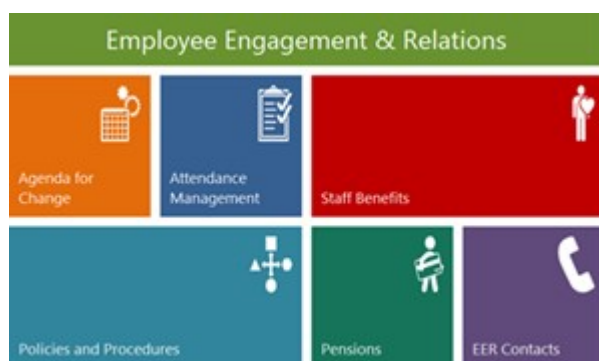 Employee Engagement & Relations
Agenda for
Change
Attendance
Management
Staff Benefits
Policies and Procedures
Pensions
EER Contacts